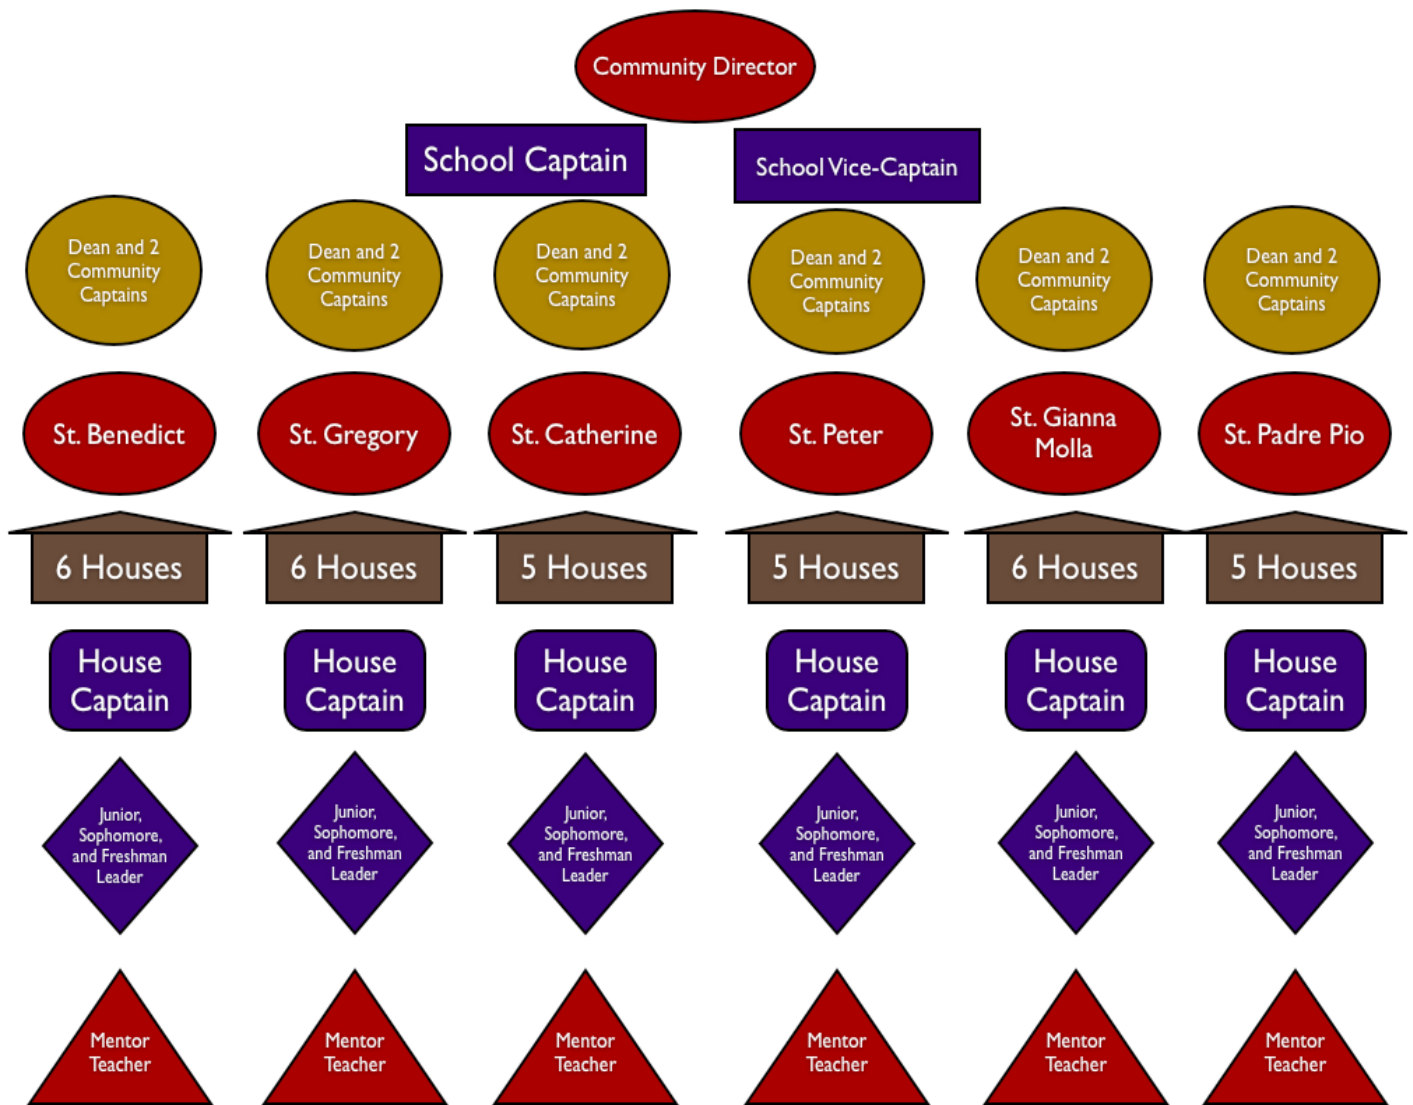 Community Director
School Captain
School Vice-Captain
Dean and 2
Community
Captains
Dean and 2
Community
Captains
Dean and 2
Community
Captains
Dean and 2
Community
Captains
Dean and 2
Community
Captains
Dean and 2
Community
Captains
St. Benedict
St. Gregory
St. Catherine
St. Peter
St. Gianna
Molla
St. Padre Pio
6 Houses
6 Houses
5 Houses
5 Houses
6 Houses
5 Houses
House
Captain
House
Captain
House
Captain
House
Captain
House
Captain
House
Captain
Junior,
Sophomore,
and Freshman
Leader
Junior,
Sophomore,
and Freshman
Leader
Junior,
Sophomore,
and Freshman
Leader
Junior,
Sophomore,
and Freshman
Leader
Junior,
Sophomore,
and Freshman
Leader
Junior,
Sophomore,
and Freshman
Leader
Mentor
Teacher
Mentor
Teacher
Mentor
Teacher
Mentor
Teacher
Mentor
Teacher
Mentor
Teacher